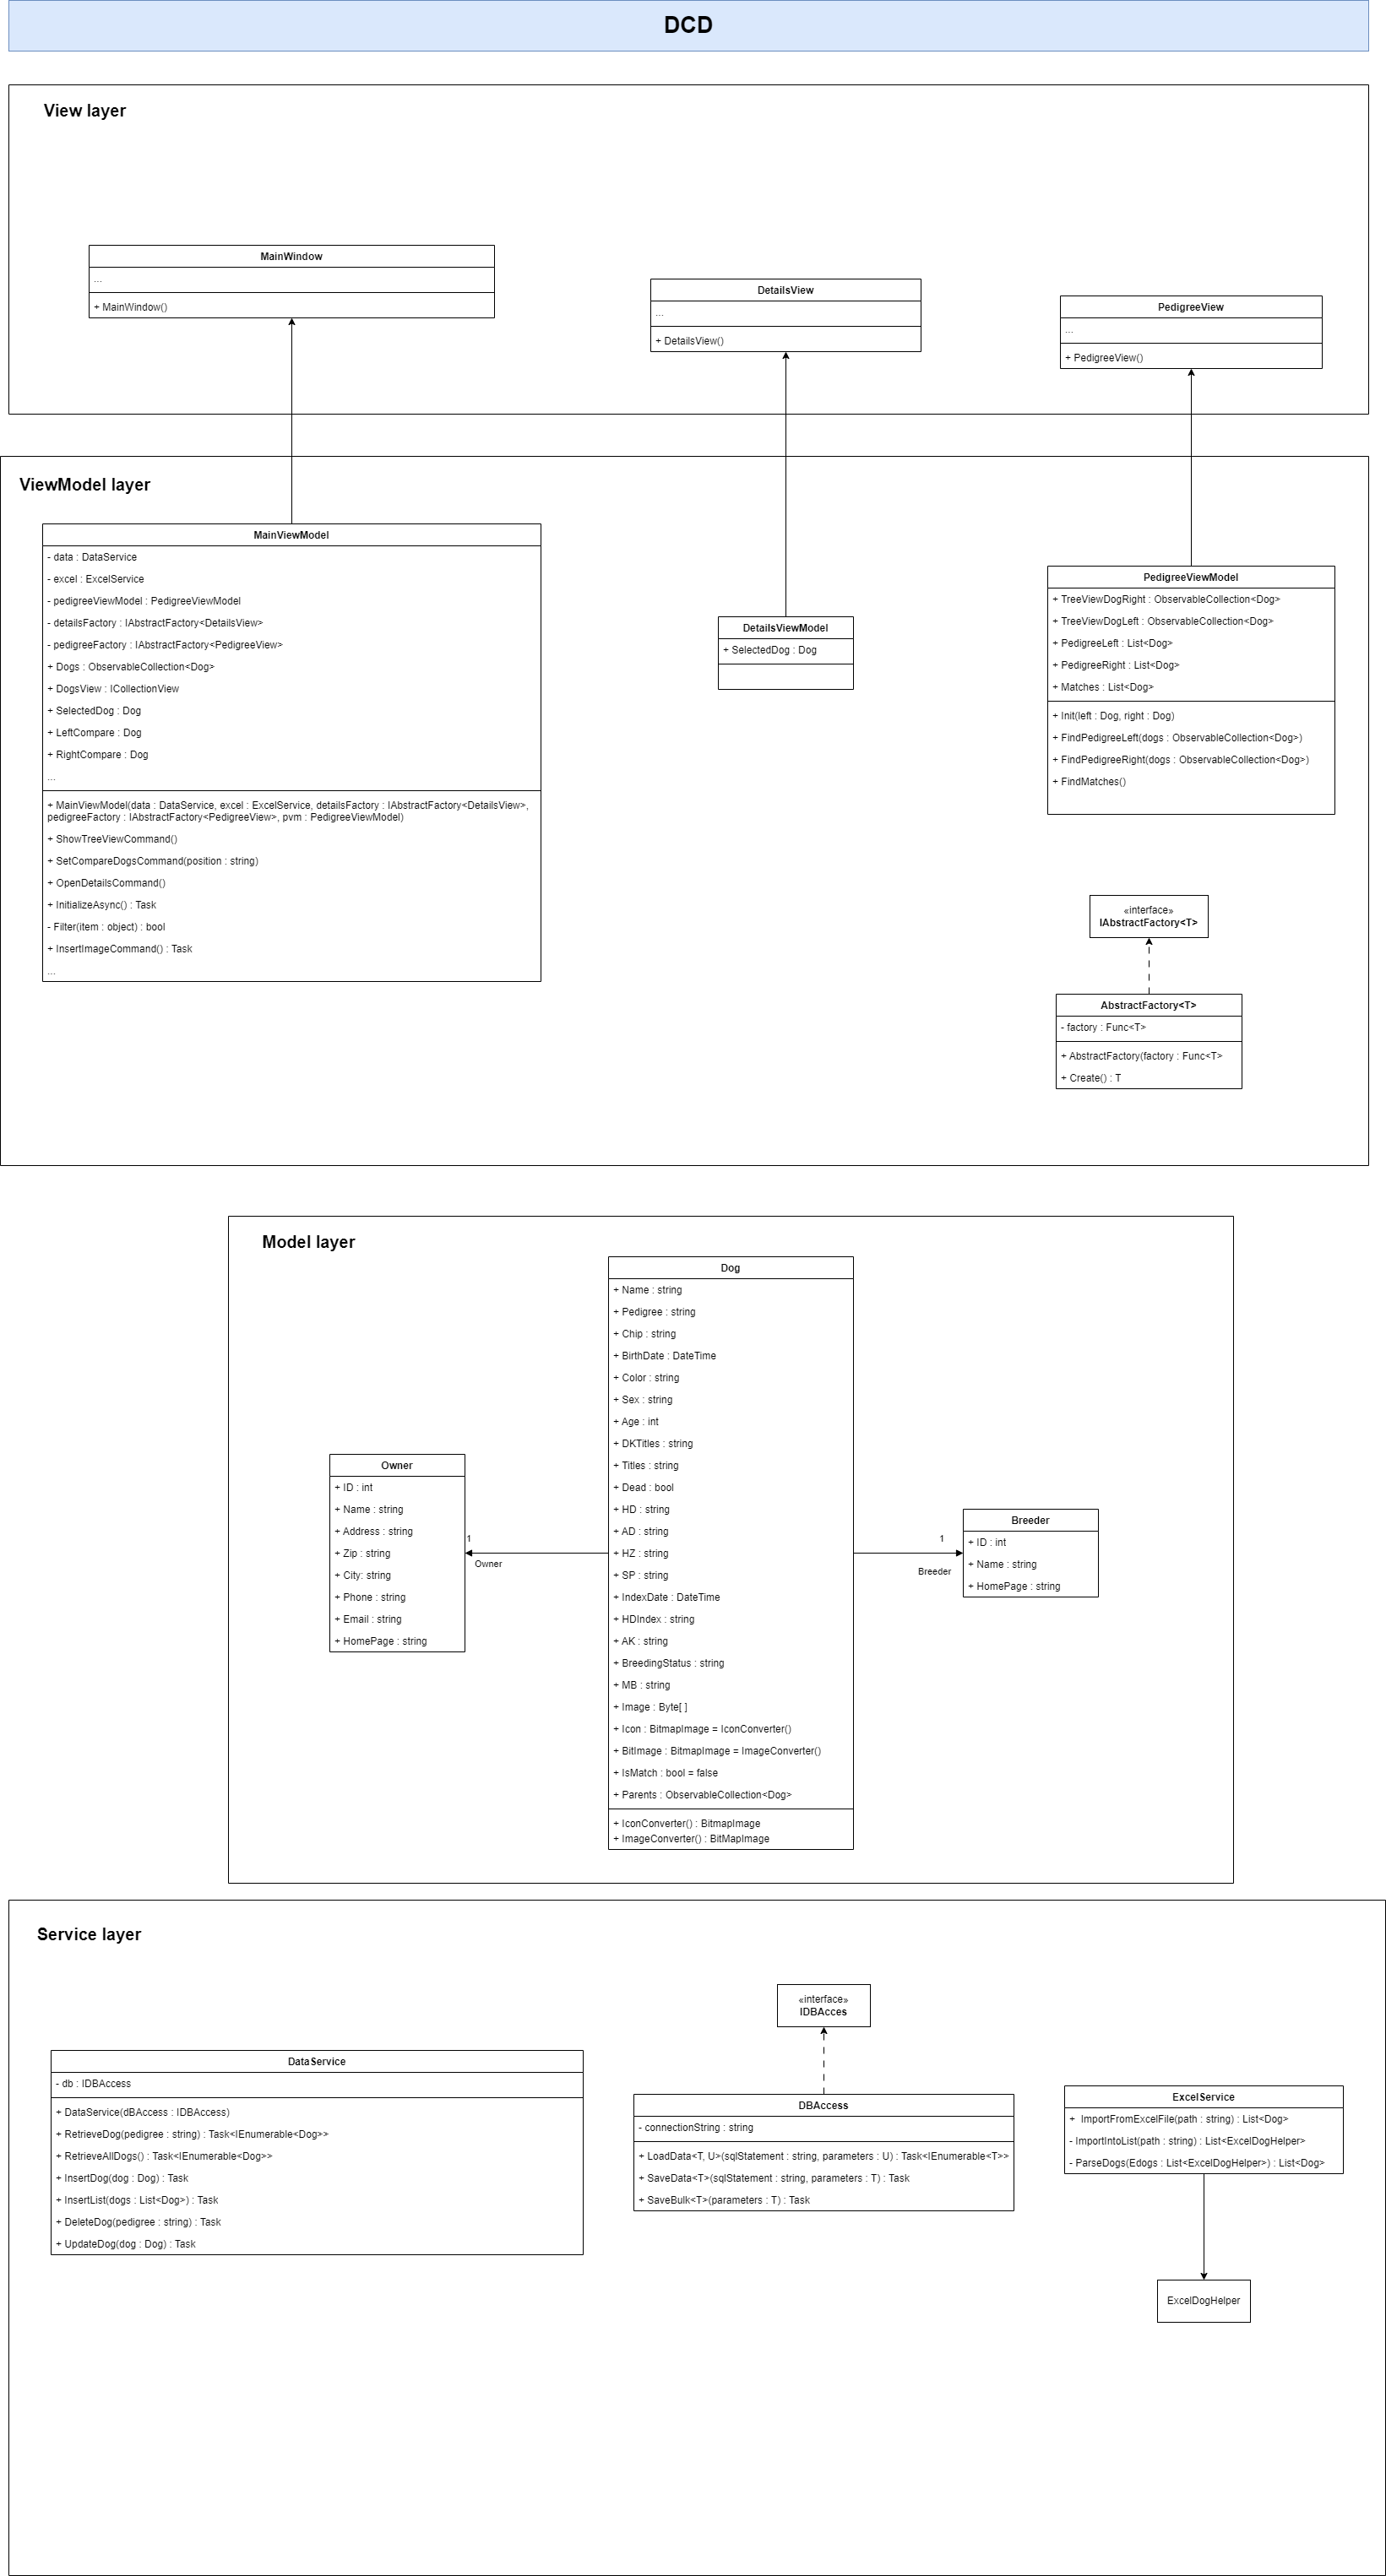 DCD
View layer
MainWindow
...
+ MainWindow()
DetailsView
...
+ DetailsView()
PedigreeView
...
+ PedigreeView()
ViewModel layer
MainViewModel
- data : DataService
- excel : ExcelService
- pedigreeViewModel : PedigreeViewModel
- detailsFactory : IAbstractFactory<DetailsView>
- pedigreeFactory : IAbstractFactory<PedigreeView>
+ Dogs : ObservableCollection<Dog>
+ DogsView : ICollectionView
+ SelectedDog : Dog
+ LeftCompare : Dog
+ RightCompare : Dog
...
+ MainViewModel(data : DataService, excel : ExcelService, detailsFactory : IAbstractFactory<DetailsView>,
pedigreeFactory : IAbstractFactory<PedigreeView>, pvm : PedigreeViewModel)
+ ShowTreeViewCommand()
+ SetCompareDogsCommand(position : string)
+ OpenDetailsCommand()
+ InitializeAsync() : Task
- Filter(item : object) : bool
+ InsertImageCommand() : Task
...
DetailsViewModel
+ SelectedDog : Dog
PedigreeViewModel
+ TreeViewDogRight : ObservableCollection<Dog>
+ TreeViewDogLeft : ObservableCollection<Dog>
+ PedigreeLeft : List<Dog>
+ PedigreeRight : List<Dog>
+ Matches : List<Dog>
+ Init(left : Dog, right : Dog)
+ FindPedigreeLeft(dogs : ObservableCollection<Dog>)
+ FindPedigreeRight(dogs : ObservableCollection<Dog>)
+ FindMatches()
«interface»
IAbstractFactory<T>
AbstractFactory<T>
- factory : Func<T>
+ AbstractFactory(factory : Func<T>
+ Create() : T
Model layer
Dog
+ Name : string
+ Pedigree : string
+ Chip : string
+ BirthDate : DateTime
+ Color : string
+ Sex : string
+ Age : int
+ DKTitles : string
+ Titles : string
+ Dead : bool
+ HD : string
+ AD : string
+ HZ : string
+ SP : string
+ IndexDate : DateTime
+ HDIndex : string
+ AK : string
+ BreedingStatus : string
+ MB : string
+ Image : Byte[ ]
+ Icon : BitmapImage = IconConverter()
+ BitImage : BitmapImage = ImageConverter()
+ IsMatch : bool = false
+ Parents : ObservableCollection<Dog>
+ IconConverter() : BitmapImage
+ ImageConverter() : BitMapImage
Owner
+ ID : int
+ Name : string
+ Address : string
+ Zip : string
+ City: string
+ Phone : string
+ Email : string
+ HomePage : string
1
Owner
1
Breeder
Breeder
+ ID : int
+ Name : string
+ HomePage : string
Service layer
DataService
- db : IDBAccess
+ DataService(dBAccess : IDBAccess)
+ RetrieveDog(pedigree : string) : Task<IEnumerable<Dog>>
+ RetrieveAllDogs() : Task<IEnumerable<Dog>>
+ InsertDog(dog : Dog) : Task
+ InsertList(dogs : List<Dog>) : Task
+ DeleteDog(pedigree : string) : Task
+ UpdateDog(dog : Dog) : Task
«interface»
IDBAcces
DBAccess
- connectionString : string
+ LoadData<T, U>(sqlStatement : string, parameters : U) : Task<IEnumerable<T>>
+ SaveData<T>(sqlStatement : string, parameters : T) : Task
+ SaveBulk<T>(parameters : T) : Task
ExcelService
+  ImportFromExcelFile(path : string) : List<Dog>
- ImportIntoList(path : string) : List<ExcelDogHelper>
- ParseDogs(Edogs : List<ExcelDogHelper>) : List<Dog>
ExcelDogHelper